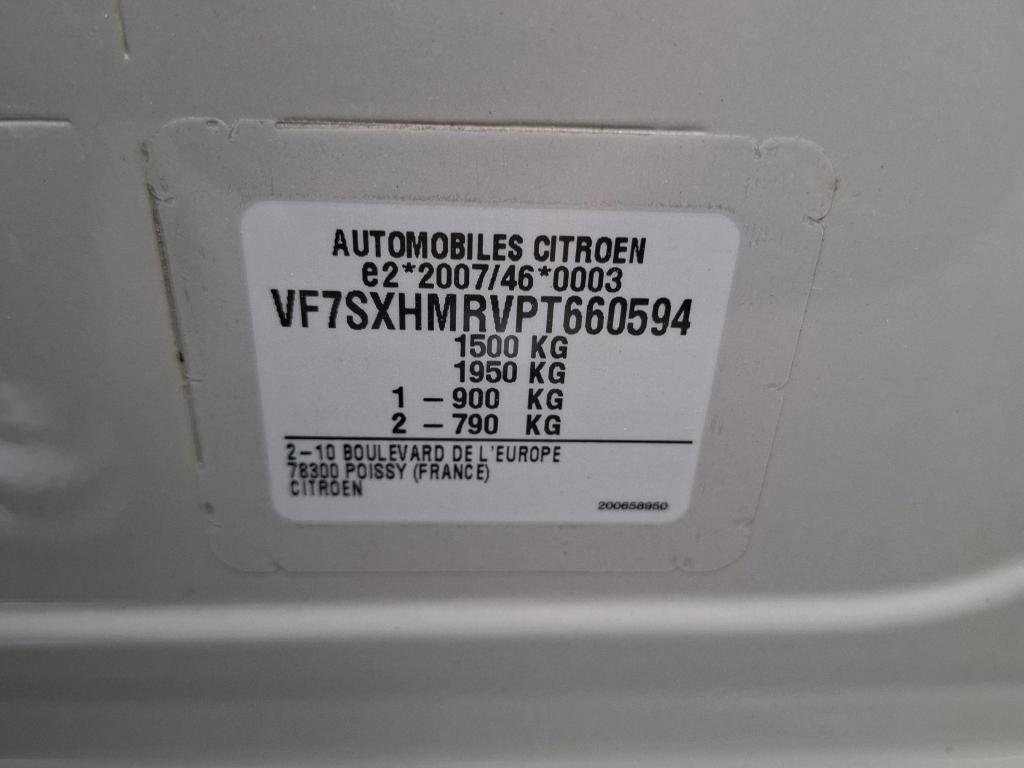 AUTOMOBILES CITROEN
e2*2007/46*0003
VF7SXHMRVPT660594
1500 KG
1950 KG
1 - 900 KG
2 - 790 KG
2-10 BOULEVARD DE L'EUROPE
78300 POISSY (FRANCE)
CITROEN
200658950